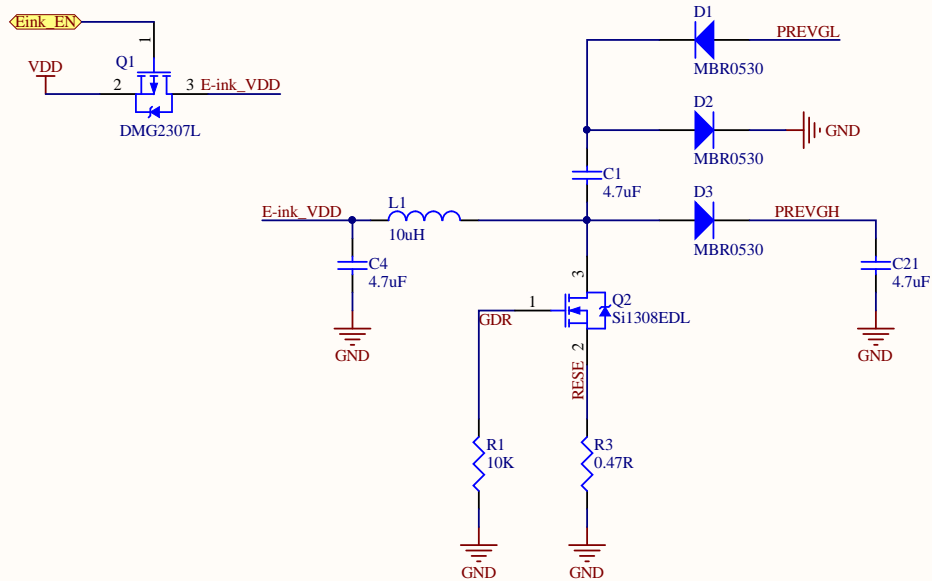 Eink_EN
1
Q1
VDD
2
3
E-ink_VDD
DMG2307L
D1
PREVGL
MBR0530
D2
GND
MBR0530
C1
4.7uF
D3
PREVGH
MBR0530
E-ink_VDD
L1
10uH
C4
4.7uF
GND
C21
4.7uF
GND
3
Q2
1
Si1308EDL
GDR
2
RESE
R1
10K
GND
R3
0.47R
GND